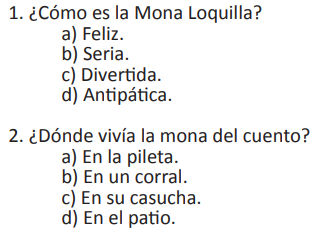 1. ¿Cómo es la Mona Loquilla?
a) Feliz.
b) Seria.
c) Divertida.
d) Antipática.
2. ¿Dónde vivía la mona del cuento?
a) En la pileta.
b) En un corral.
c) En su casucha.
d) En el patio.